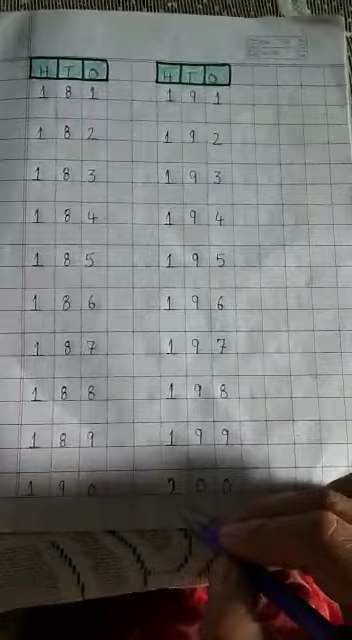 H T O H T O
1 8 1 1 9 1
1 8 2 1 9 2
1 8 3 1 9 3
1 8 4 1 9 4
1 8 5 1 9 5
1 8 6 1 9 6
1 8 7 1 9 7
1 8 8 1 9 8
1 8 9 1 9 9
1 9 0 2 0 0